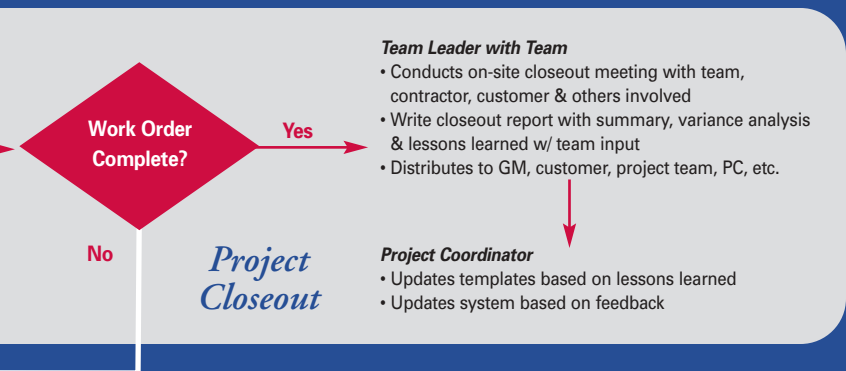 Work Order
Complete?
Yes
No
Project
Closeout
Team Leader with Team
• Conducts on-site closeout meeting with team,
contractor, customer & others involved
• Write closeout report with summary, variance analysis
& lessons learned w/ team input
• Distributes to GM, customer, project team, PC, etc.
Project Coordinator
• Updates templates based on lessons learned
• Updates system based on feedback